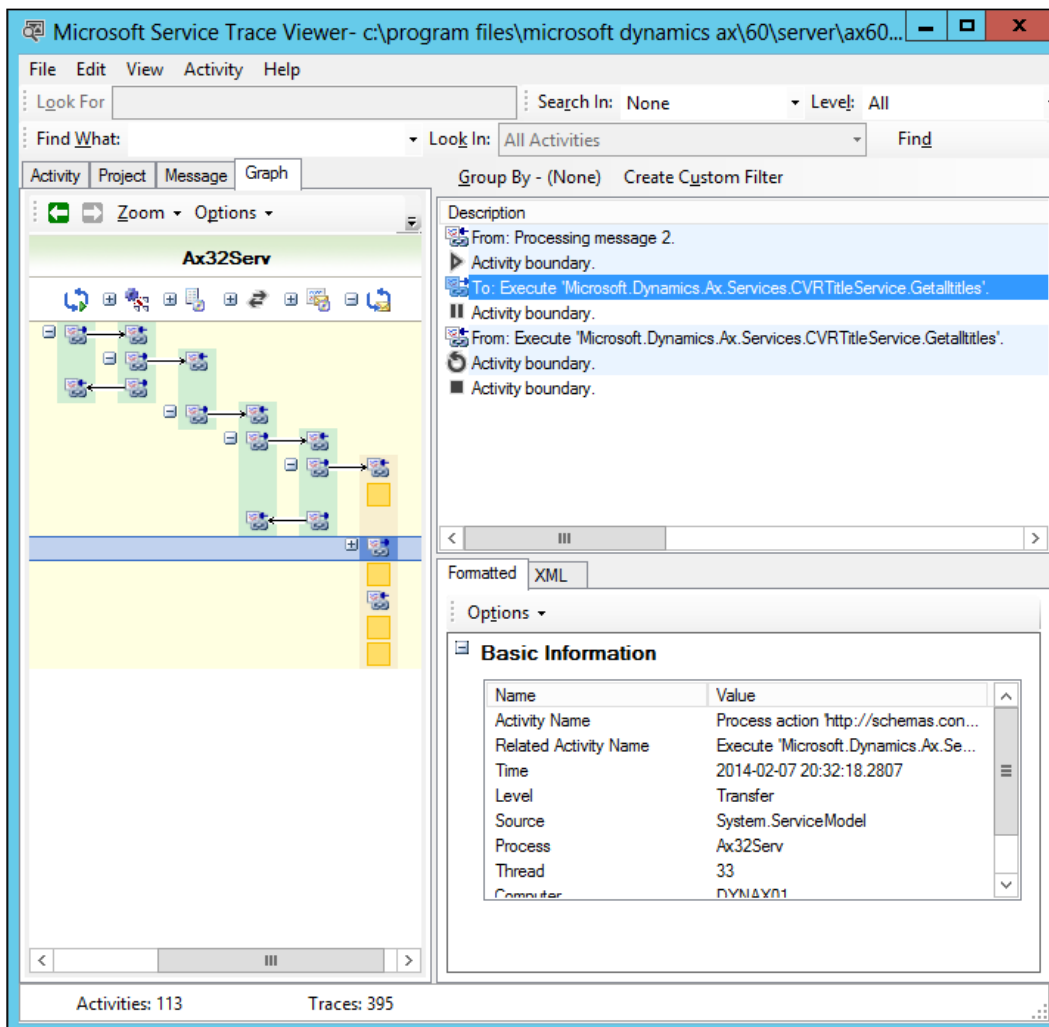 Microsoft Service Trace Viewer- c:\program files\microsoft dynamics ax\60\server\ax60...
File Edit View Activity Help
Look For Search In: None Level: All
Find What: Look In: All Activities Find
Activity Project Message Graph
Group By - (None) Create Custom Filter
Zoom Options
Ax32Serv
Description
From: Processing message 2.
Activity boundary.
To: Execute 'Microsoft.Dynamics.Ax.Services.CVRTitleService.Getalltitles'.
Activity boundary.
From: Execute 'Microsoft.Dynamics.Ax.Services.CVRTitleService.Getalltitles'.
Activity boundary.
Activity boundary.
Formatted XML
Options
Basic Information
Name Value
Activity Name Process action 'http://schemas.con...
Related Activity Name Execute 'Microsoft.Dynamics.Ax.Se...
Time 2014-02-07 20:32:18.2807
Level Transfer
Source System.ServiceModel
Process Ax32Serv
Thread 33
Computer DYNAX01
Activities: 113 Traces: 395